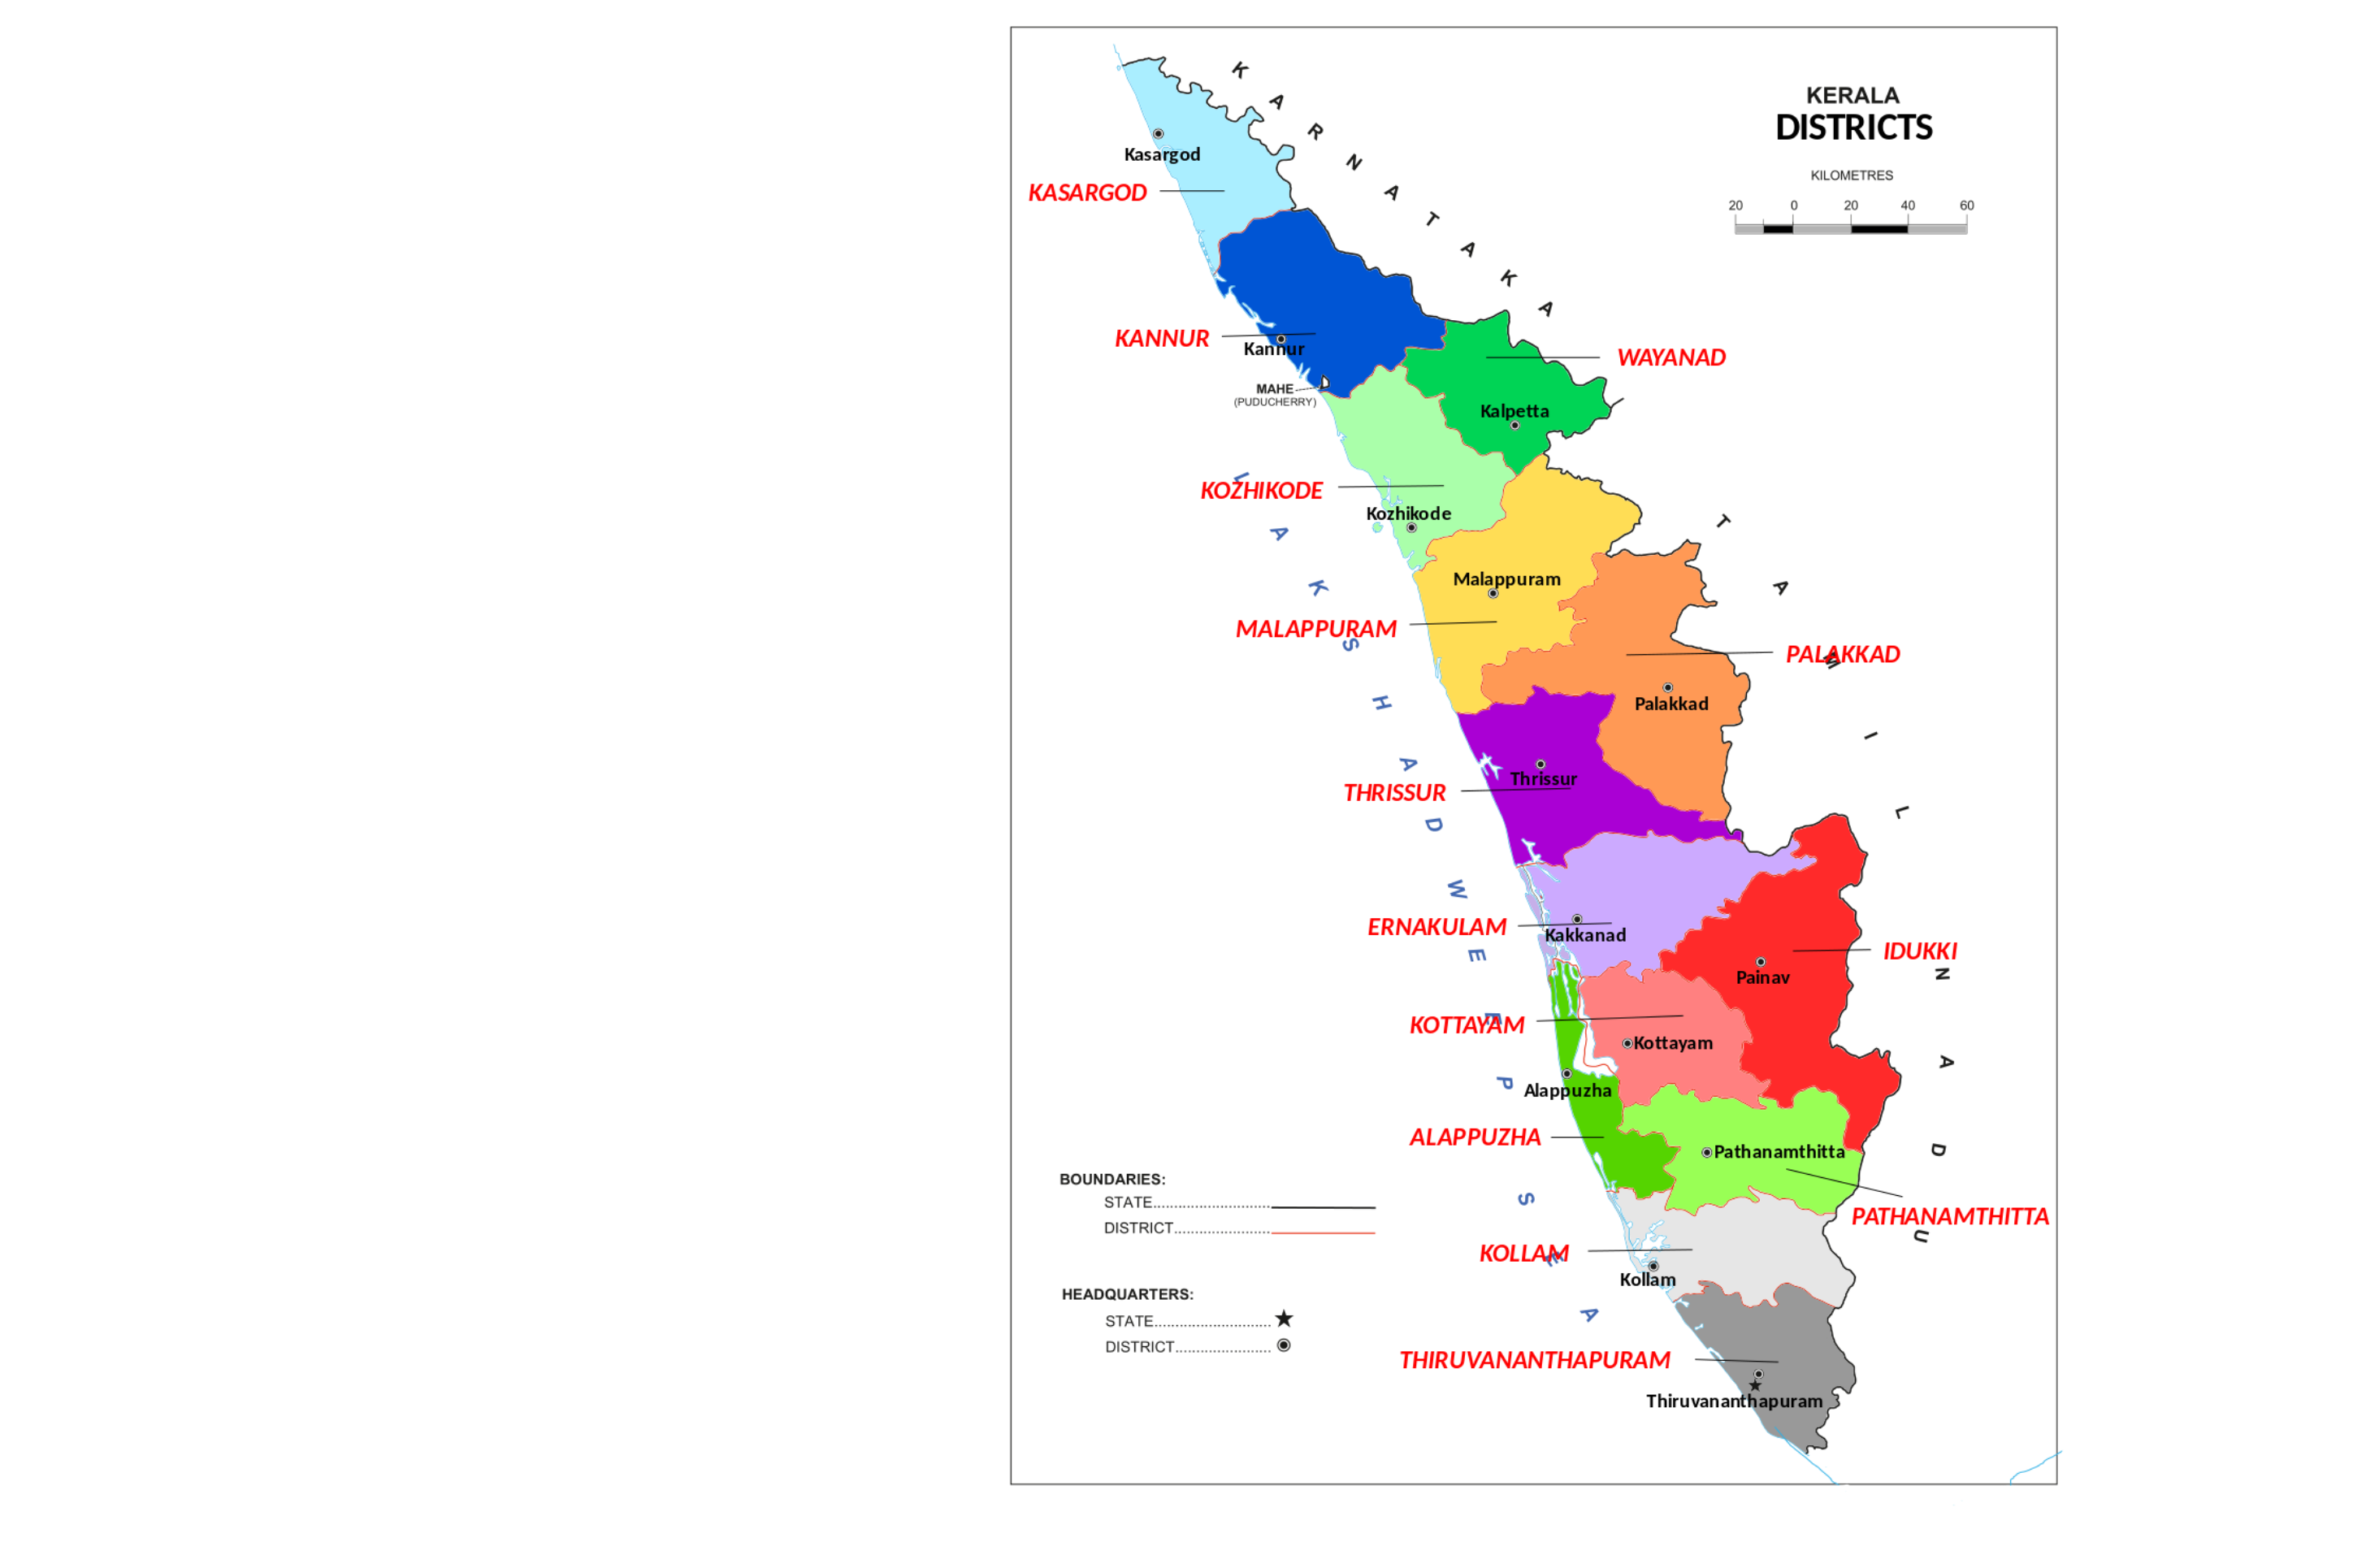 KERALA
DISTRICTS
KILOMETRES
20 0 20 40 60
KARNATAKA
Kasargod
KASARGOD
KANNUR
Kannur
MAHE
(PUDUCHERRY)
WAYANAD
Kalpetta
KOZHIKODE
Kozhikode
LAKSHADWEEP SEA
TAMIL NADU
Malappuram
MALAPPURAM
PALAKKAD
Palakkad
Thrissur
THRISSUR
ERNAKULAM
Kakkanad
IDUKKI
Painav
KOTTAYAM
Kottayam
Alappuzha
ALAPPUZHA
Pathanamthitta
PATHANAMTHITTA
KOLLAM
Kollam
THIRUVANANTHAPURAM
Thiruvananthapuram
BOUNDARIES:
STATE
DISTRICT
HEADQUARTERS:
STATE
DISTRICT